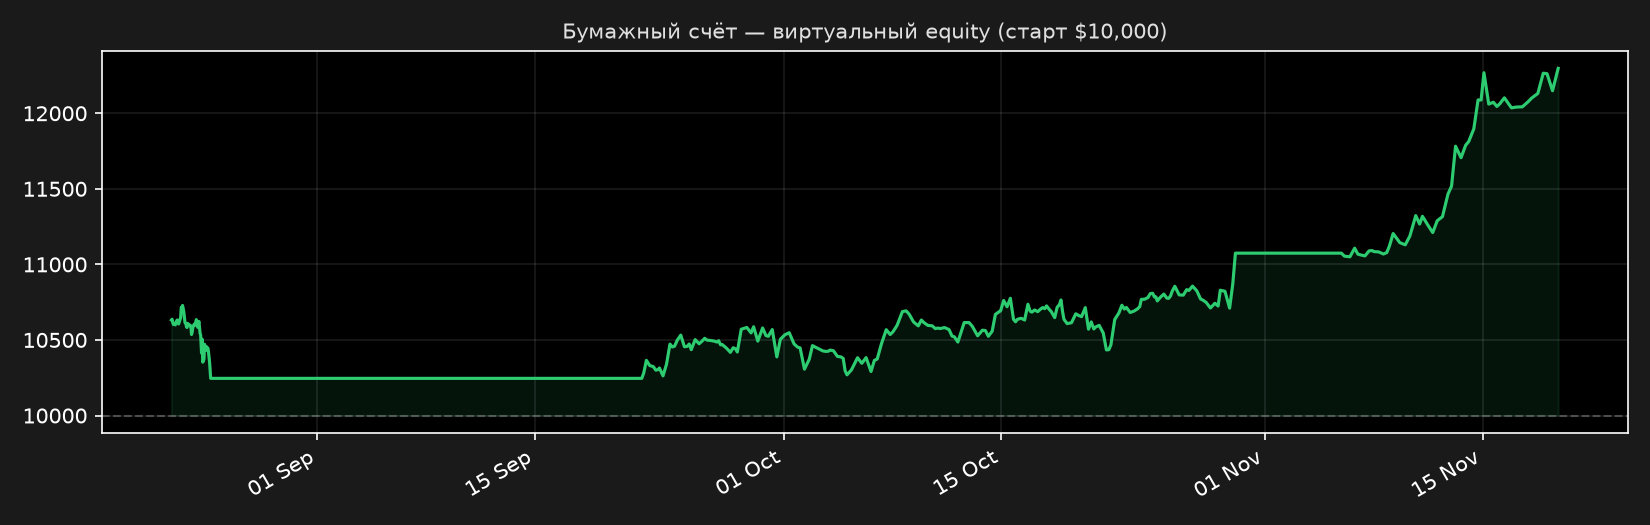 Бумажный счёт — виртуальный equity (старт $10,000)
12000
11500
11000
10500
10000
01 Sep
15 Sep
01 Oct
15 Oct
01 Nov
15 Nov